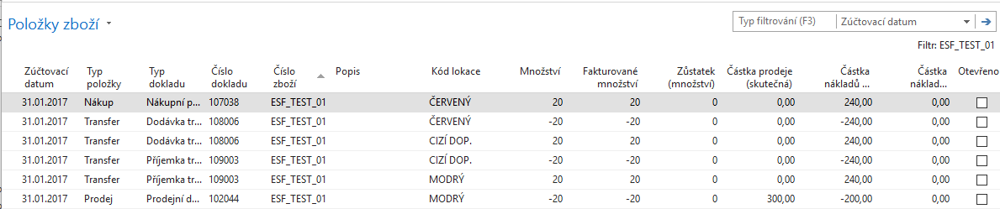 Položky zboží
Typ filtrování (F3) Zúčtovací datum
Filtr: ESF_TEST_01
Zúčtovací datum Typ položky Typ dokladu Číslo dokladu Číslo zboží Popis Kód lokace Množství Fakturované množství Zůstatek (množství) Částka prodeje (skutečná) Částka nákladů ... Částka náklad... Otevřeno
31.01.2017 Nákup Nákupní p... 107038 ESF_TEST_01 ČERVENÝ 20 20 0 0,00 240,00 0,00
31.01.2017 Transfer Dodávka tr... 108006 ESF_TEST_01 ČERVENÝ -20 -20 0 0,00 -240,00 0,00
31.01.2017 Transfer Dodávka tr... 108006 ESF_TEST_01 CIZÍ DOP. 20 20 0 0,00 240,00 0,00
31.01.2017 Transfer Příjemka tr... 109003 ESF_TEST_01 CIZÍ DOP. -20 -20 0 0,00 -240,00 0,00
31.01.2017 Transfer Příjemka tr... 109003 ESF_TEST_01 MODRÝ 20 20 0 0,00 240,00 0,00
31.01.2017 Prodej Prodejní d... 102044 ESF_TEST_01 MODRÝ -20 -20 0 300,00 -200,00 0,00